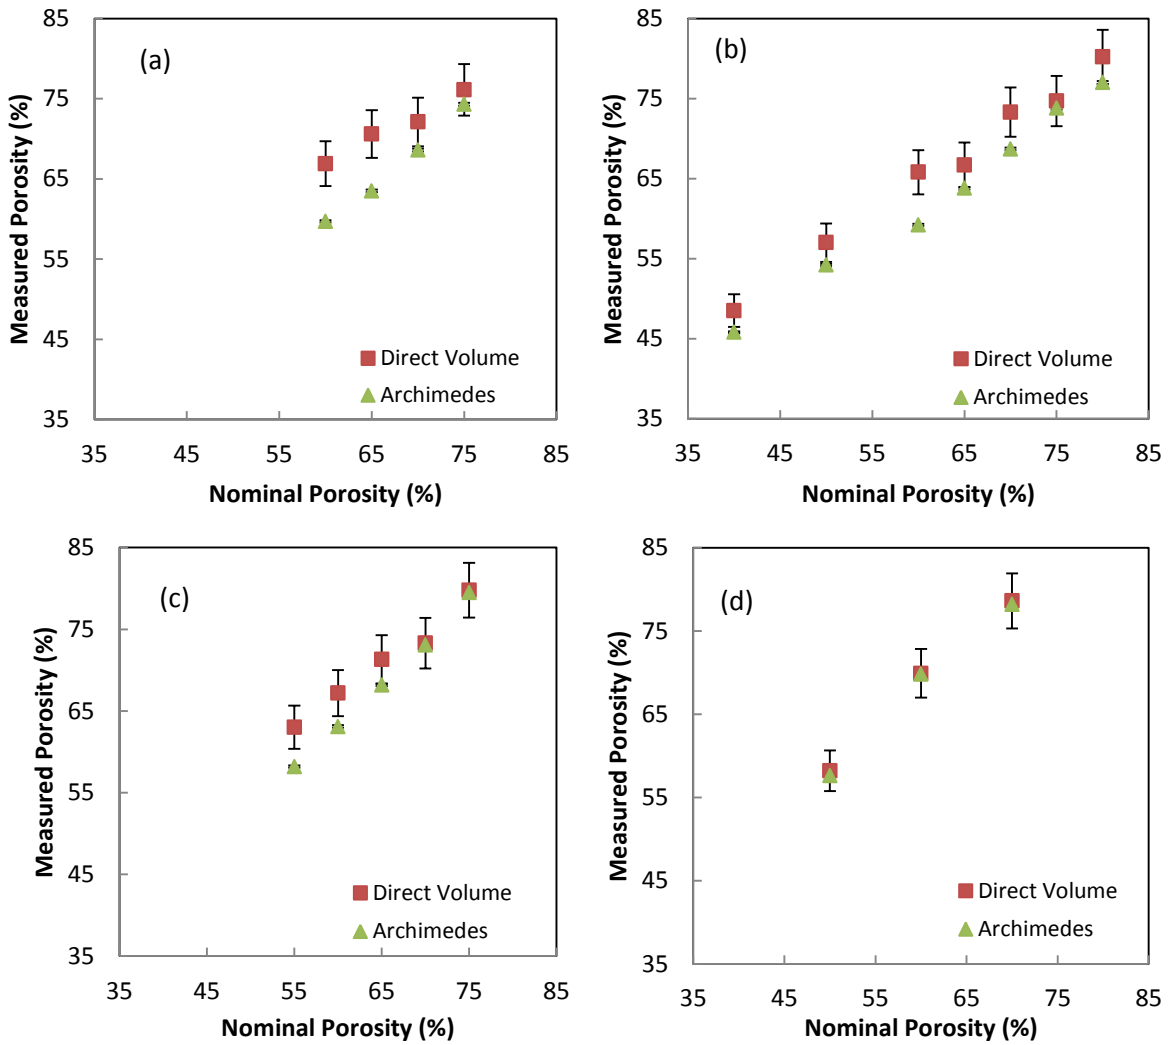 (a)
Measured Porosity (%)
85
75
65
55
45
35
Direct Volume
Archimedes
35 45 55 65 75 85
Nominal Porosity (%)
(b)
Measured Porosity (%)
85
75
65
55
45
35
Direct Volume
Archimedes
35 45 55 65 75 85
Nominal Porosity (%)
(c)
Measured Porosity (%)
85
75
65
55
45
35
Direct Volume
Archimedes
35 45 55 65 75 85
Nominal Porosity (%)
(d)
Measured Porosity (%)
85
75
65
55
45
35
Direct Volume
Archimedes
35 45 55 65 75 85
Nominal Porosity (%)